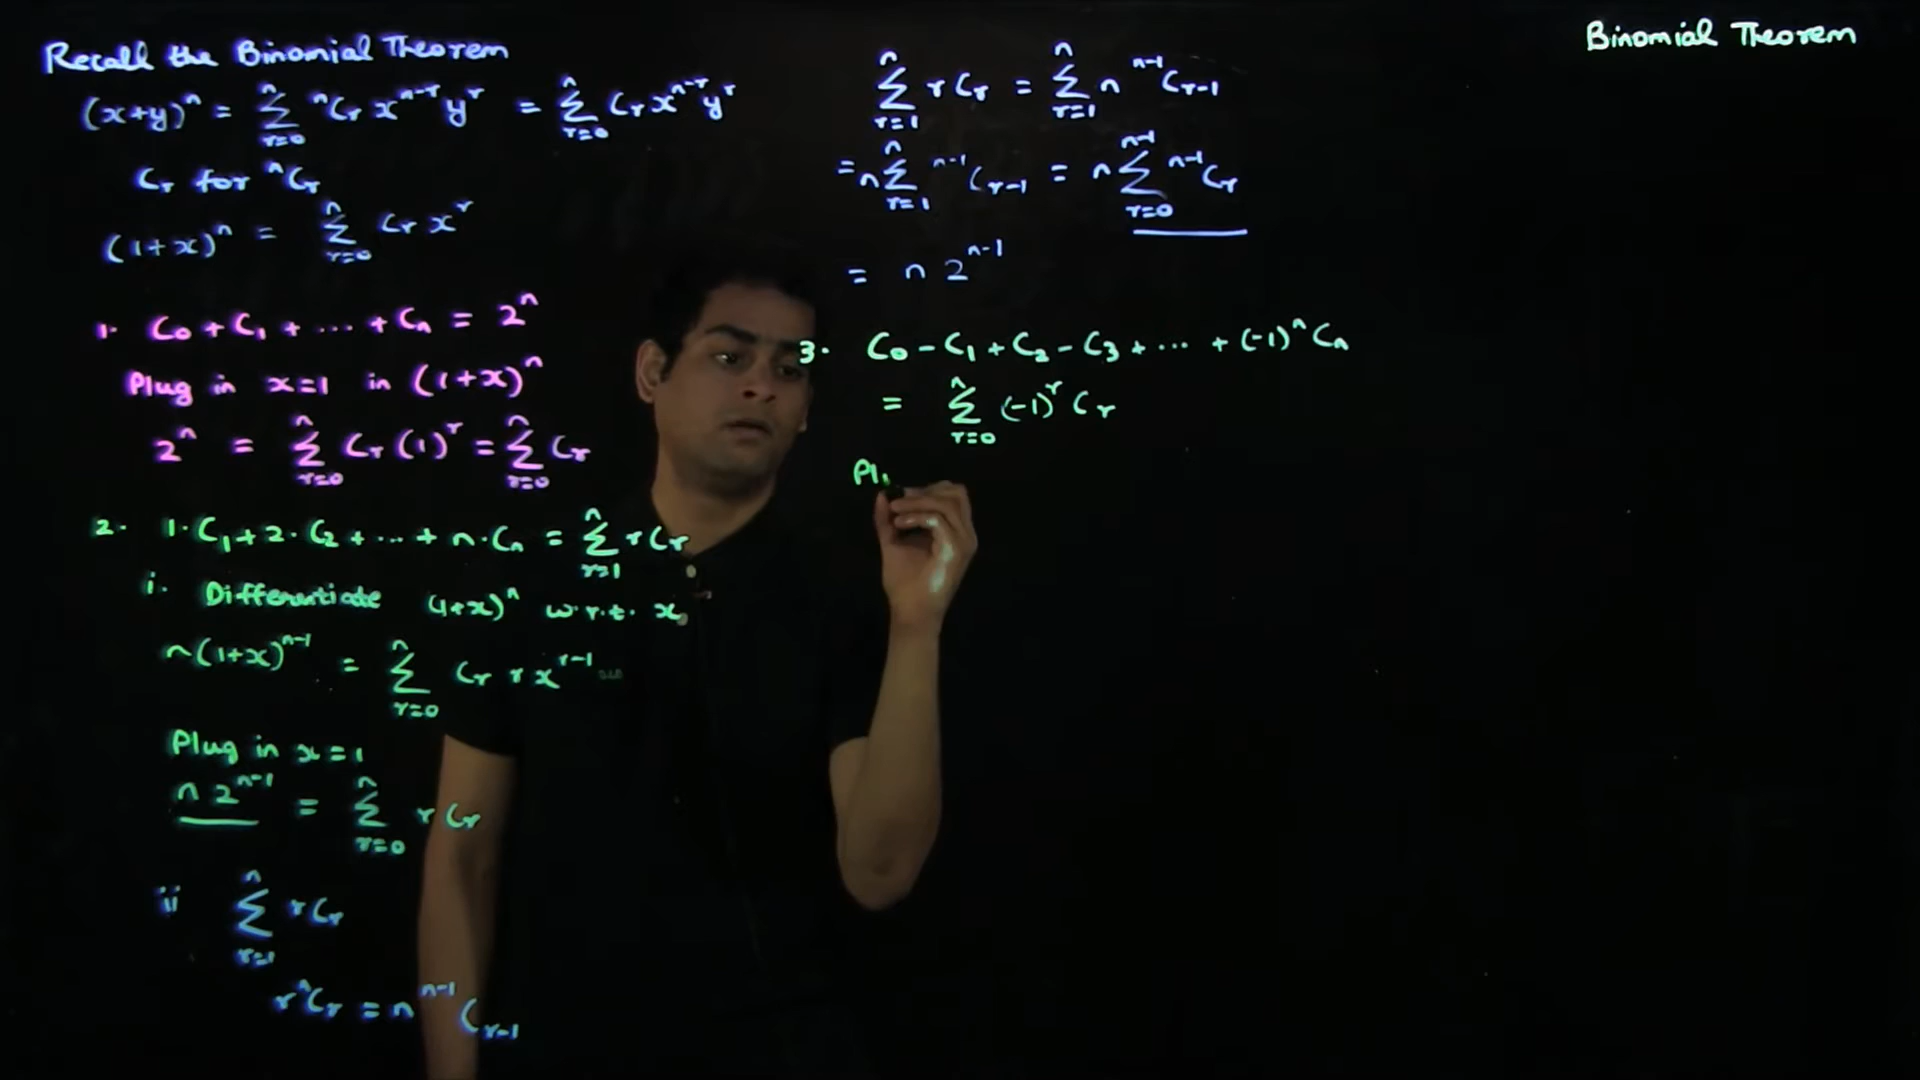 Recall the Binomial Theorem
(x+y)^n = Σ_{r=0}^{n} ^nC_r x^{n-r} y^r = Σ_{r=0}^{n} C_r x^{n-r} y^r
C_r for ^nC_r
(1+x)^n = Σ_{r=0}^{n} C_r x^r
1. C_0 + C_1 + ... + C_n = 2^n
Plug in x=1 in (1+x)^n
2^n = Σ_{r=0}^{n} C_r (1)^r = Σ_{r=0}^{n} C_r
2. 1·C_1 + 2·C_2 + ... + n·C_n = Σ_{r=1}^{n} r C_r
i. Differentiate (1+x)^n w.r.t. x
n(1+x)^{n-1} = Σ_{r=0}^{n} C_r r x^{r-1}
Plug in x=1
n 2^{n-1} = Σ_{r=0}^{n} r C_r
ii Σ_{r=1}^{n} r C_r
r ^nC_r = n ^{n-1}C_{r-1}
Σ_{r=1}^{n} r C_r = Σ_{r=1}^{n} n ^{n-1}C_{r-1}
= n Σ_{r=1}^{n} ^{n-1}C_{r-1} = n Σ_{r=0}^{n-1} ^{n-1}C_r
= n 2^{n-1}
3. C_0 - C_1 + C_2 - C_3 + ... + (-1)^n C_n
= Σ_{r=0}^{n} (-1)^r C_r
Binomial Theorem